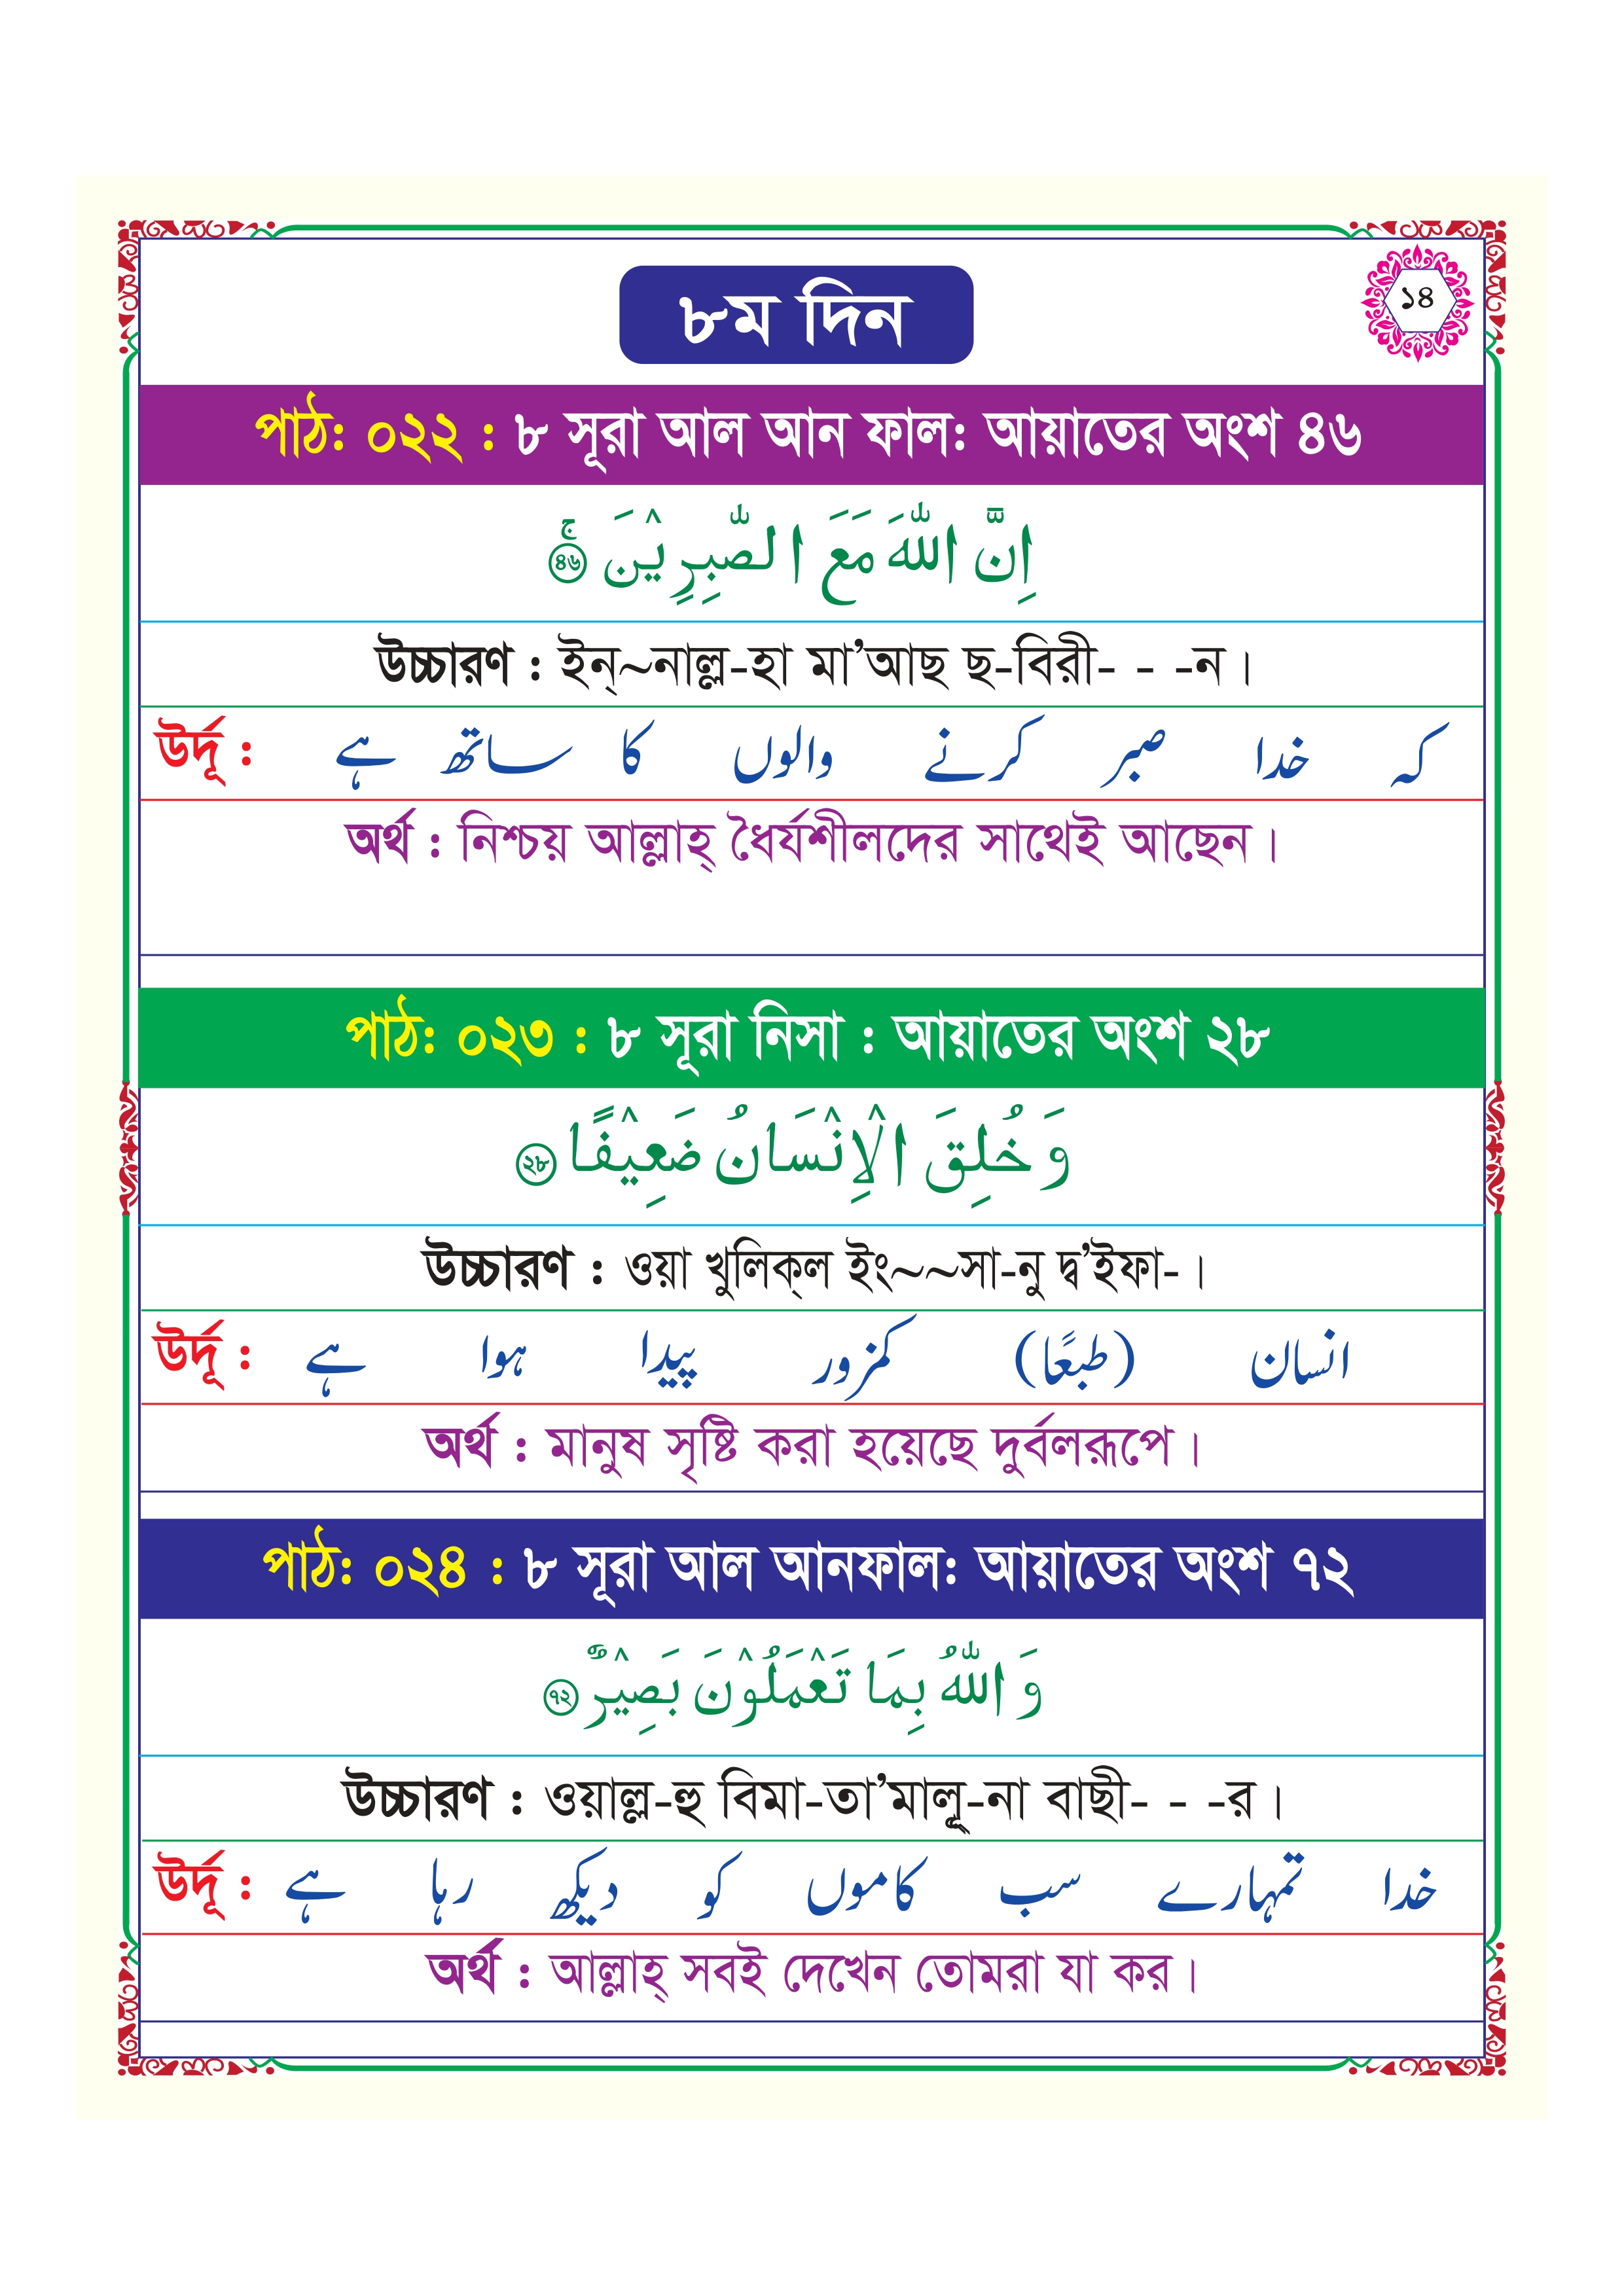 ৮ম দিন
১৪
পাঠ: ০২২ : ৮ সূরা আল আন ফাল: আয়াতের অংশ ৪৬
اِنَّ اللّٰهَ مَعَ الصّٰبِرِيْنَ ۚ ৪৬
উচ্চারণ : ইন্~নাল্ল-হা মা’আছ ছ-বিরী- - -ন।
উর্দূ : کہ خدا صبر کرنے والوں کا ساتھ ہے
অর্থ : নিশ্চয় আল্লাহ্ ধৈর্যশীলদের সাথেই আছেন।
পাঠ: ০২৩ : ৮ সূরা নিসা : আয়াতের অংশ ২৮
وَخُلِقَ الْاِنْسَانُ ضَعِيْفًا ২৮
উচ্চারণ : ওয়া খুলিক্ল ইং~~সা-নু দ্ব’ইফা-।
উর্দূ : انسان (طبعًا) کمزور پیدا ہوا ہے
অর্থ : মানুষ সৃষ্টি করা হয়েছে দুর্বলরূপে।
পাঠ: ০২৪ : ৮ সূরা আল আনফাল: আয়াতের অংশ ৭২
وَاللّٰهُ بِمَا تَعْمَلُوْنَ بَصِيْرٌ ৭২
উচ্চারণ : ওয়াল্ল-হু বিমা-তা’মালূ-না বাছী- - -র।
উর্দূ : خدا تمہارے سب کاموں کو دیکھ رہا ہے
অর্থ : আল্লাহ্ সবই দেখেন তোমরা যা কর।